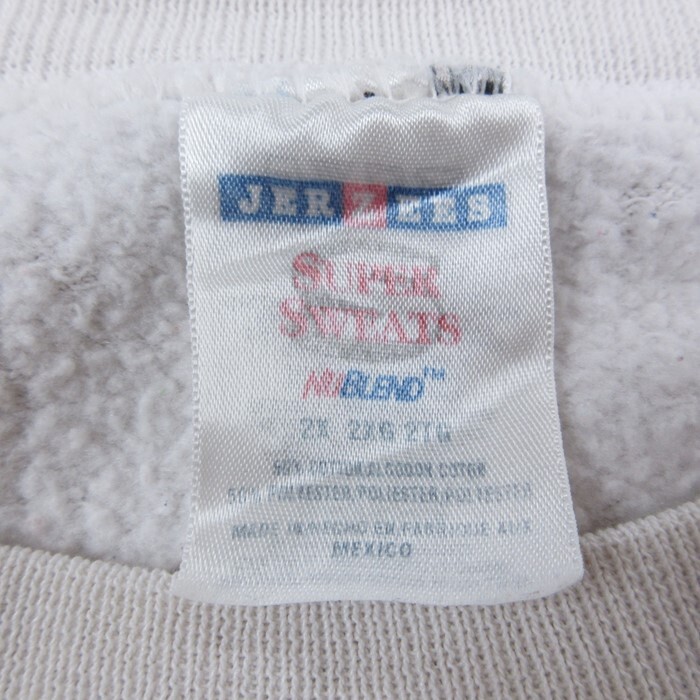 JERZEES
SUPER
SWEATS
NUBLEND™
2X 2XG 2TG
50% COTTON/ALGODON/COTON
50% POLYESTER/POLIESTER/POLYESTER
MADE IN/HECHO EN/FABRIQUE AUX
MEXICO